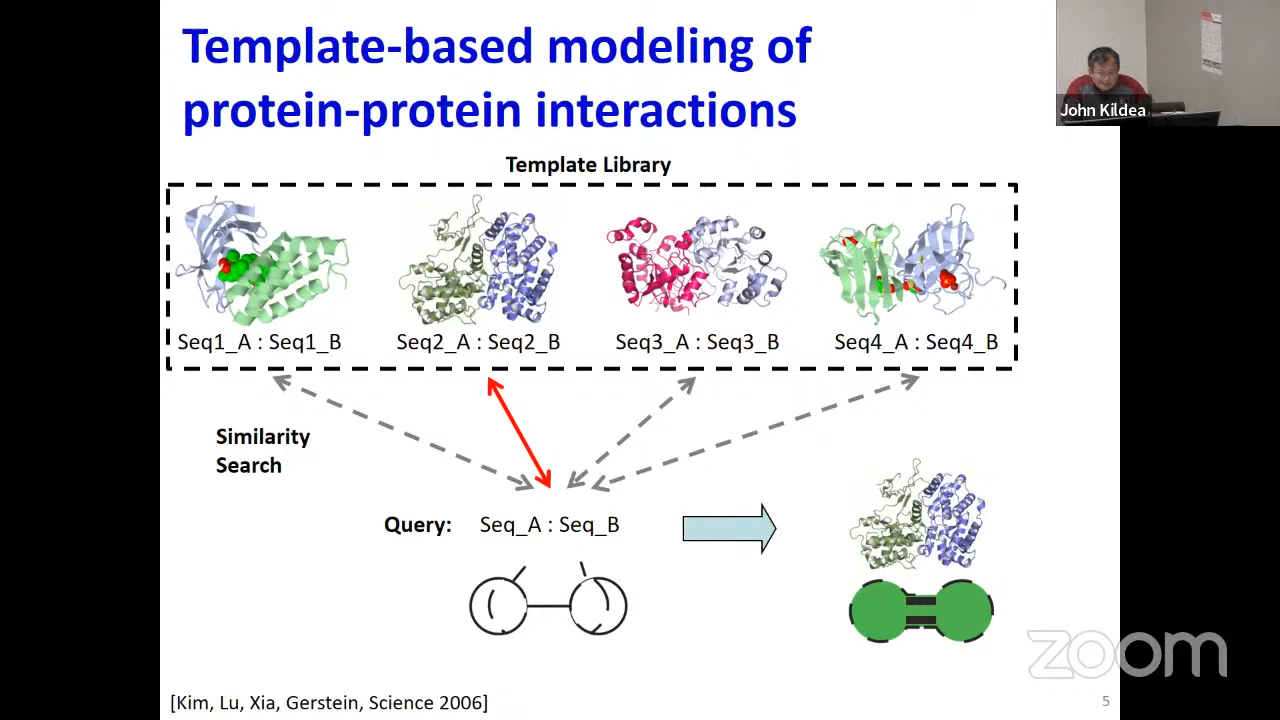 Template-based modeling of
protein-protein interactions
John Kildea
Template Library
Seq1_A : Seq1_B
Seq2_A : Seq2_B
Seq3_A : Seq3_B
Seq4_A : Seq4_B
Similarity
Search
Query:
Seq_A : Seq_B
zoom
[Kim, Lu, Xia, Gerstein, Science 2006]
5